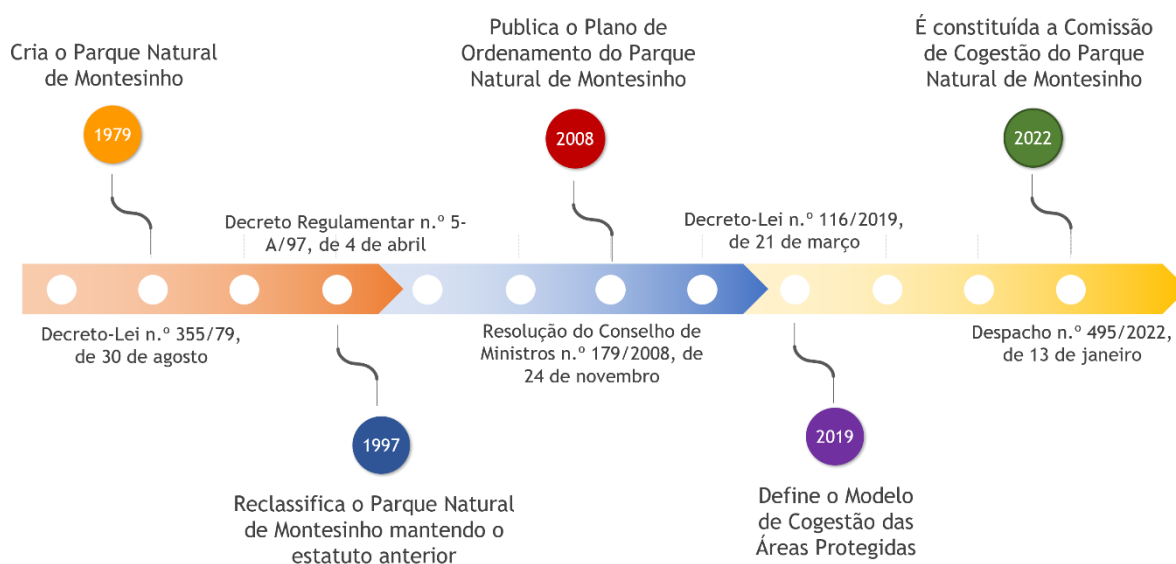 Cria o Parque Natural
de Montesinho
1979
Decreto-Lei n.º 355/79,
de 30 de agosto
Decreto Regulamentar n.º 5-
A/97, de 4 de abril
1997
Reclassifica o Parque Natural
de Montesinho mantendo o
estatuto anterior
Publica o Plano de
Ordenamento do Parque
Natural de Montesinho
2008
Resolução do Conselho de
Ministros n.º 179/2008, de
24 de novembro
Decreto-Lei n.º 116/2019,
de 21 de março
2019
Define o Modelo
de Cogestão das
Áreas Protegidas
É constituída a Comissão
de Cogestão do Parque
Natural de Montesinho
2022
Despacho n.º 495/2022,
de 13 de janeiro